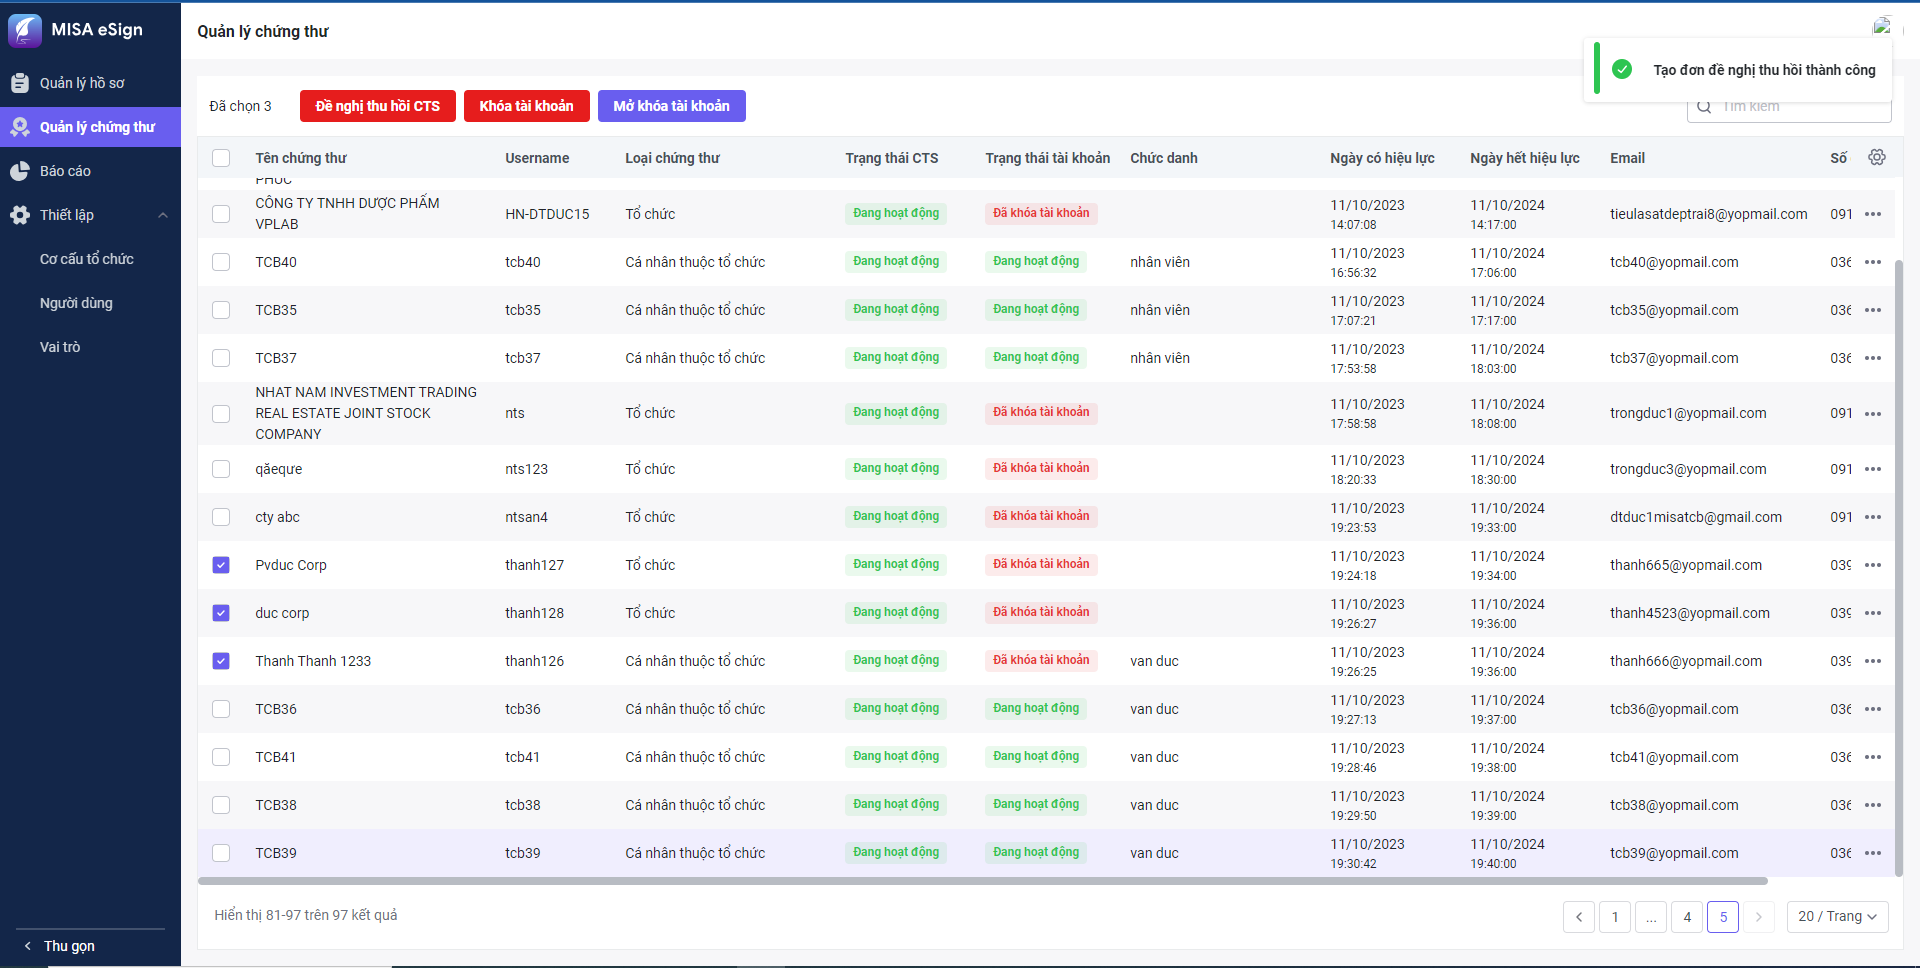 MISA eSign
Quản lý hồ sơ
Quản lý chứng thư
Báo cáo
Thiết lập
Cơ cấu tổ chức
Người dùng
Vai trò
Thu gọn
Quản lý chứng thư
Tạo đơn đề nghị thu hồi thành công
Đã chọn 3 Đề nghị thu hồi CTS Khóa tài khoản Mở khóa tài khoản Tìm kiếm
Tên chứng thư Username Loại chứng thư Trạng thái CTS Trạng thái tài khoản Chức danh Ngày có hiệu lực Ngày hết hiệu lực Email Số
PHÚC
CÔNG TY TNHH DƯỢC PHẨM
VPLAB HN-DTDUC15 Tổ chức Đang hoạt động Đã khóa tài khoản 11/10/2023 14:07:08 11/10/2024 14:17:00 tieulasatdeptrai8@yopmail.com 091
TCB40 tcb40 Cá nhân thuộc tổ chức Đang hoạt động Đang hoạt động nhân viên 11/10/2023 16:56:32 11/10/2024 17:06:00 tcb40@yopmail.com 036
TCB35 tcb35 Cá nhân thuộc tổ chức Đang hoạt động Đang hoạt động nhân viên 11/10/2023 17:07:21 11/10/2024 17:17:00 tcb35@yopmail.com 036
TCB37 tcb37 Cá nhân thuộc tổ chức Đang hoạt động Đang hoạt động nhân viên 11/10/2023 17:53:58 11/10/2024 18:03:00 tcb37@yopmail.com 036
NHAT NAM INVESTMENT TRADING
REAL ESTATE JOINT STOCK
COMPANY nts Tổ chức Đang hoạt động Đã khóa tài khoản 11/10/2023 17:58:58 11/10/2024 18:08:00 trongduc1@yopmail.com 091
qăeqưe nts123 Tổ chức Đang hoạt động Đã khóa tài khoản 11/10/2023 18:20:33 11/10/2024 18:30:00 trongduc3@yopmail.com 091
cty abc ntsan4 Tổ chức Đang hoạt động Đã khóa tài khoản 11/10/2023 19:23:53 11/10/2024 19:33:00 dtduc1misatcb@gmail.com 091
Pvduc Corp thanh127 Tổ chức Đang hoạt động Đã khóa tài khoản 11/10/2023 19:24:18 11/10/2024 19:34:00 thanh665@yopmail.com 039
duc corp thanh128 Tổ chức Đang hoạt động Đã khóa tài khoản 11/10/2023 19:26:27 11/10/2024 19:36:00 thanh4523@yopmail.com 039
Thanh Thanh 1233 thanh126 Cá nhân thuộc tổ chức Đang hoạt động Đã khóa tài khoản van duc 11/10/2023 19:26:25 11/10/2024 19:36:00 thanh666@yopmail.com 039
TCB36 tcb36 Cá nhân thuộc tổ chức Đang hoạt động Đang hoạt động van duc 11/10/2023 19:27:13 11/10/2024 19:37:00 tcb36@yopmail.com 036
TCB41 tcb41 Cá nhân thuộc tổ chức Đang hoạt động Đang hoạt động van duc 11/10/2023 19:28:46 11/10/2024 19:38:00 tcb41@yopmail.com 036
TCB38 tcb38 Cá nhân thuộc tổ chức Đang hoạt động Đang hoạt động van duc 11/10/2023 19:29:50 11/10/2024 19:39:00 tcb38@yopmail.com 036
TCB39 tcb39 Cá nhân thuộc tổ chức Đang hoạt động Đang hoạt động van duc 11/10/2023 19:30:42 11/10/2024 19:40:00 tcb39@yopmail.com 036
Hiển thị 81-97 trên 97 kết quả 1 ... 4 5 20 / Trang